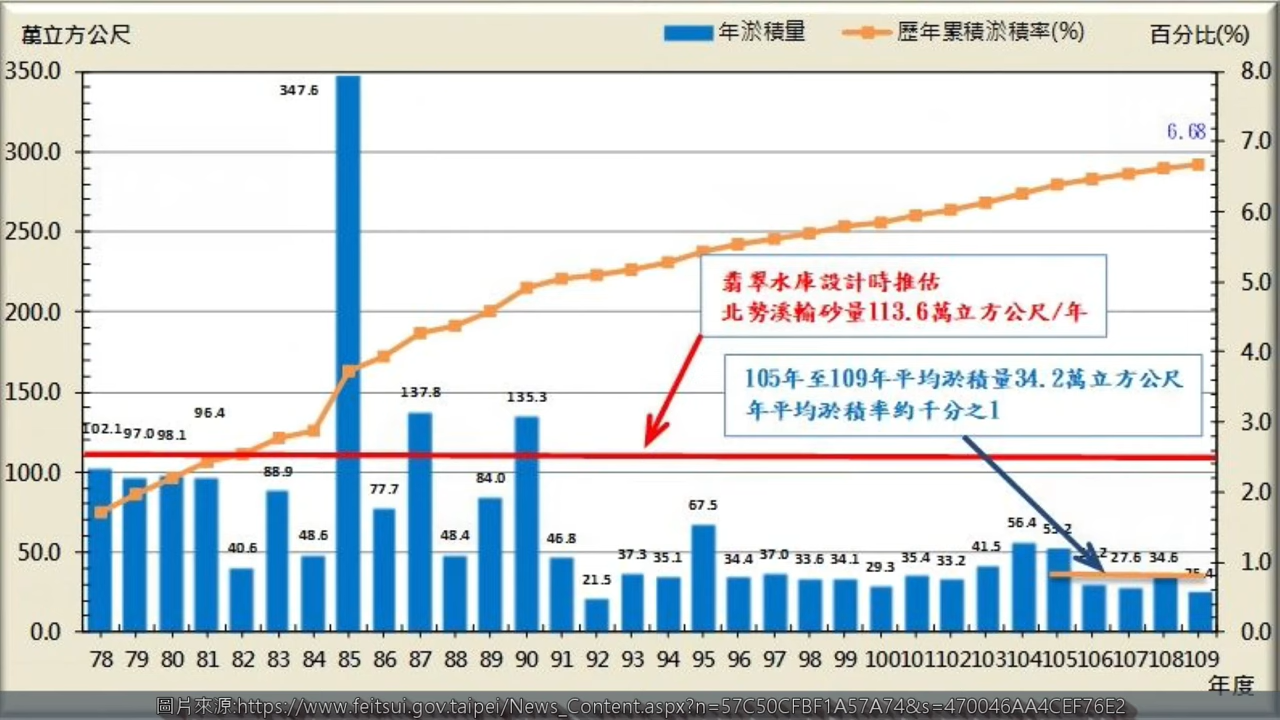 萬立方公尺
年淤積量
歷年累積淤積率(%)
百分比(%)
350.0
300.0
250.0
200.0
150.0
100.0
50.0
0.0
8.0
7.0
6.0
5.0
4.0
3.0
2.0
1.0
0.0
6.68
翡翠水庫設計時推估
北勢溪輸砂量113.6萬立方公尺/年
105年至109年平均淤積量34.2萬立方公尺
年平均淤積率約千分之1
102.1 97.0 98.1 96.4 40.6 88.9 48.6 347.6 77.7 137.8 48.4 84.0 135.3 46.8 21.5 37.3 35.1 67.5 34.4 37.0 33.6 34.1 29.3 35.4 33.2 41.5 56.4 27.6 34.6 25.4
78 79 80 81 82 83 84 85 86 87 88 89 90 91 92 93 94 95 96 97 98 99 100 101 102 103 104 105 106 107 108 109
年度
圖片來源:https://www.feitsui.gov.taipei/News_Content.aspx?n=57C50CFBF1A57A74&s=470046AA4CEF76E2